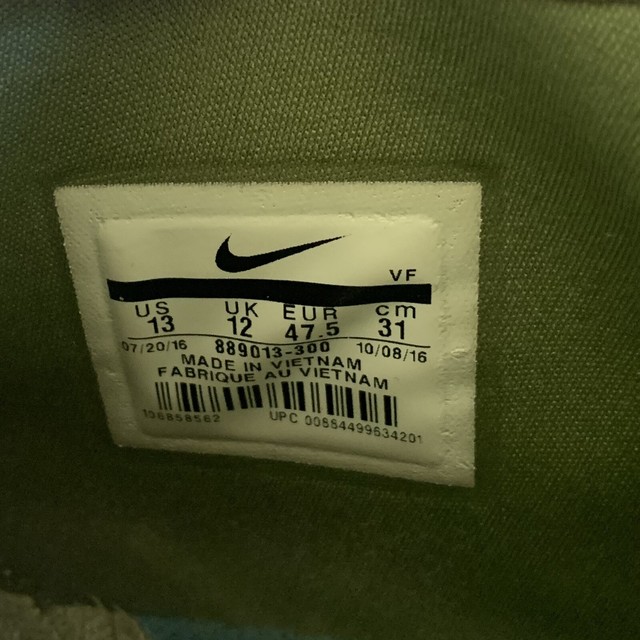 VF
US UK EUR cm
13 12 47.5 31
07/20/16 889013-300 10/08/16
MADE IN VIETNAM
FABRIQUE AU VIETNAM
106858562 UPC 00884499634201